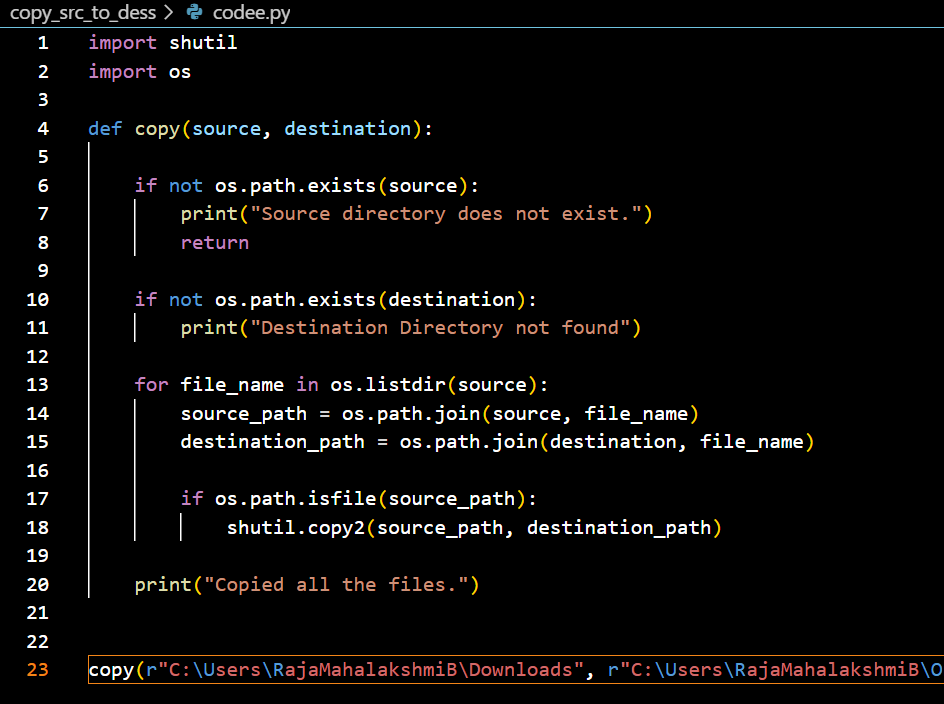 copy_src_to_dess > codee.py
1 import shutil
2 import os
3
4 def copy(source, destination):
5
6     if not os.path.exists(source):
7         print("Source directory does not exist.")
8         return
9
10     if not os.path.exists(destination):
11         print("Destination Directory not found")
12
13     for file_name in os.listdir(source):
14         source_path = os.path.join(source, file_name)
15         destination_path = os.path.join(destination, file_name)
16
17         if os.path.isfile(source_path):
18             shutil.copy2(source_path, destination_path)
19
20     print("Copied all the files.")
21
22
23 copy(r"C:\Users\RajaMahalakshmiB\Downloads", r"C:\Users\RajaMahalakshmiB\O